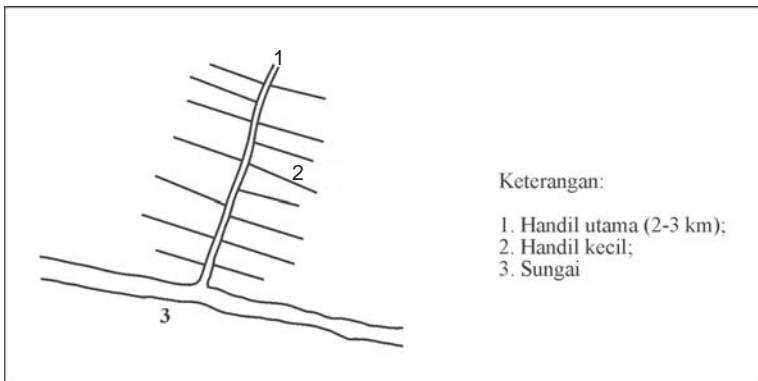 1
2
3
Keterangan:
1. Handil utama (2-3 km);
2. Handil kecil;
3. Sungai